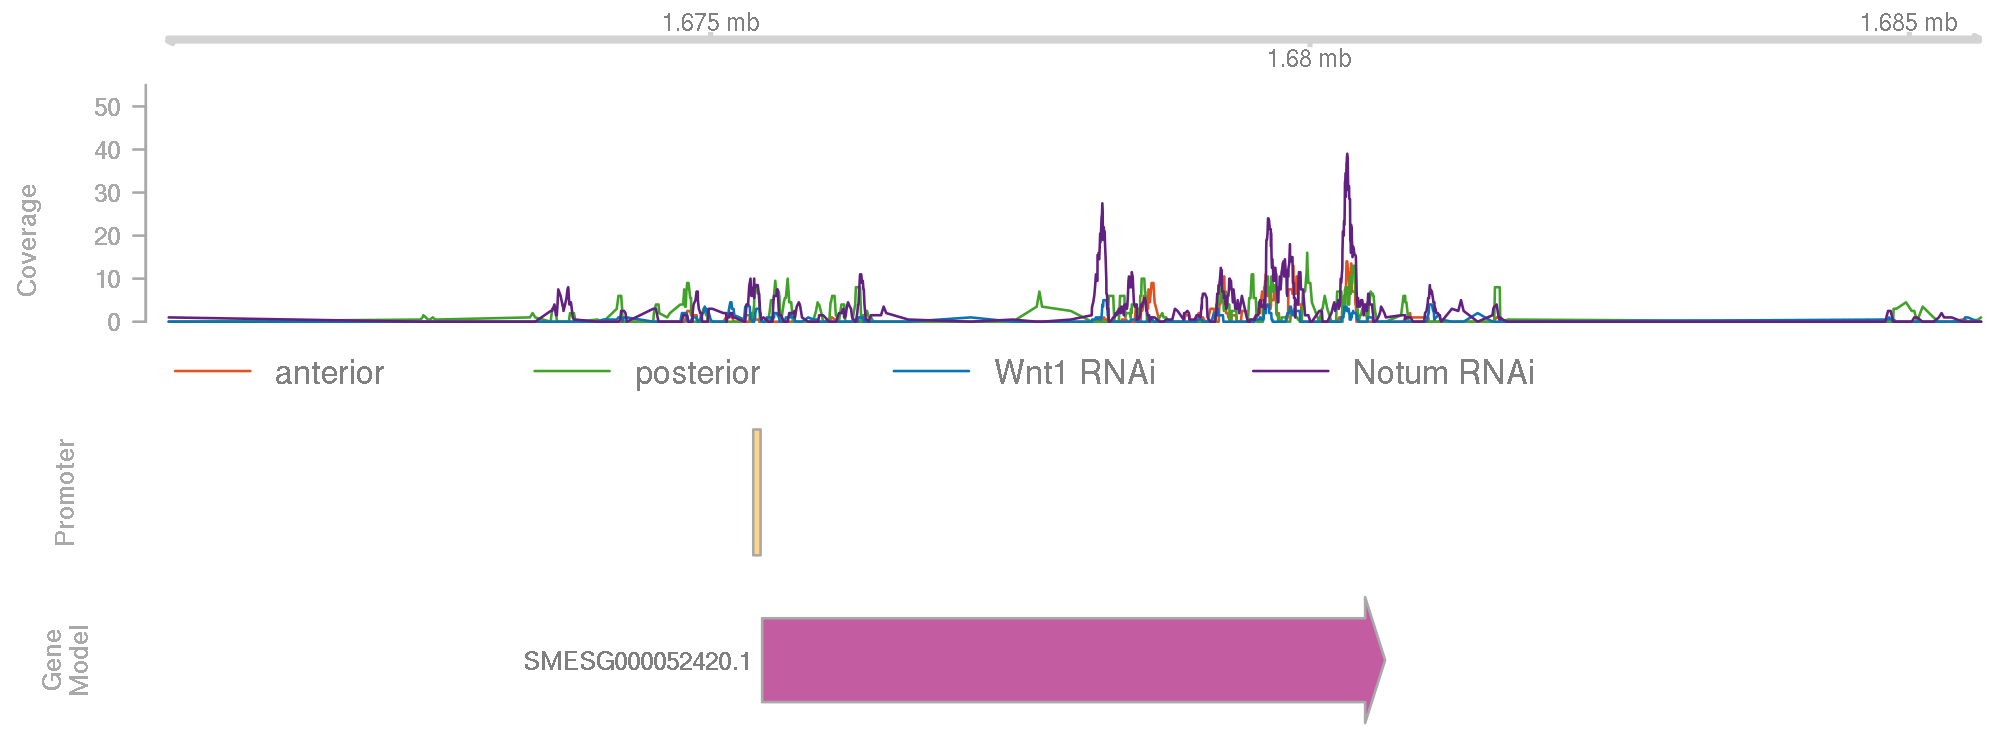 1.675 mb
1.685 mb
1.68 mb
Coverage
50
40
30
20
10
0
anterior posterior Wnt1 RNAi Notum RNAi
Promoter
Gene
Model
SMESG000052420.1